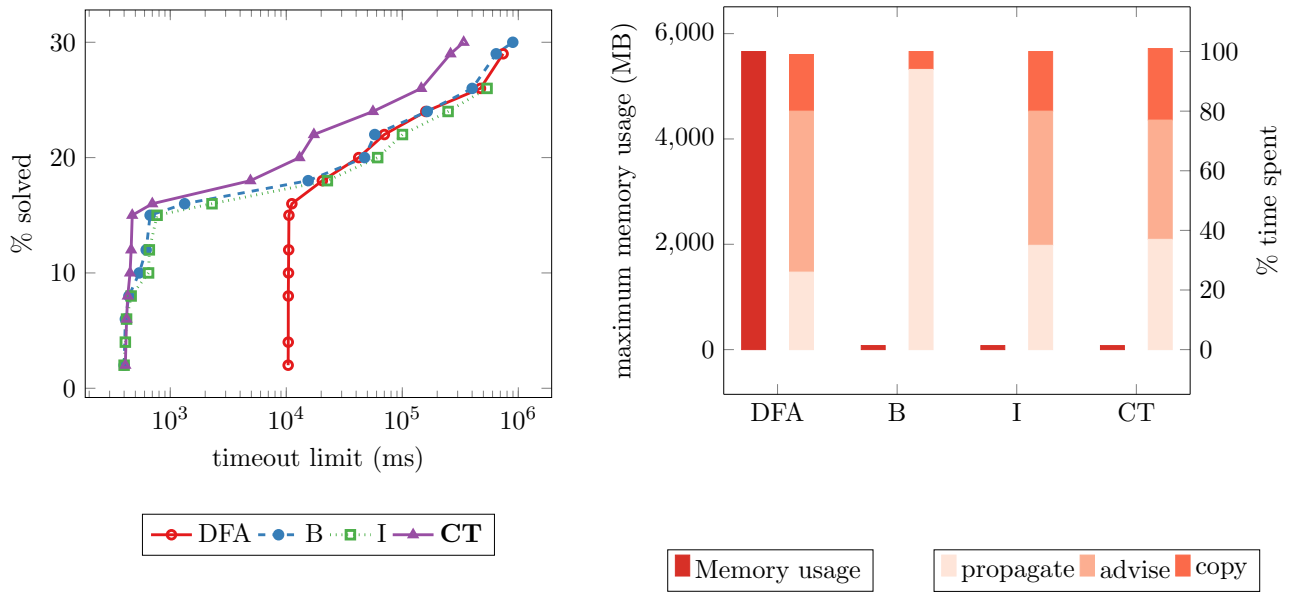 30
20
10
0
% solved
10^3
10^4
10^5
10^6
timeout limit (ms)
DFA B I CT
6,000
4,000
2,000
0
maximum memory usage (MB)
100
80
60
40
20
0
% time spent
DFA B I CT
Memory usage
propagate advise copy